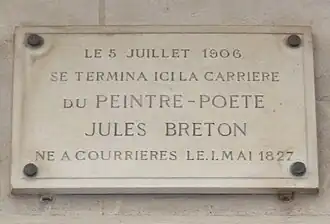 LE 5 JUILLET 1906
SE TERMINA ICI LA CARRIERE
DU PEINTRE-POETE
JULES BRETON
NE A COURRIERES LE.I.MAI 1827